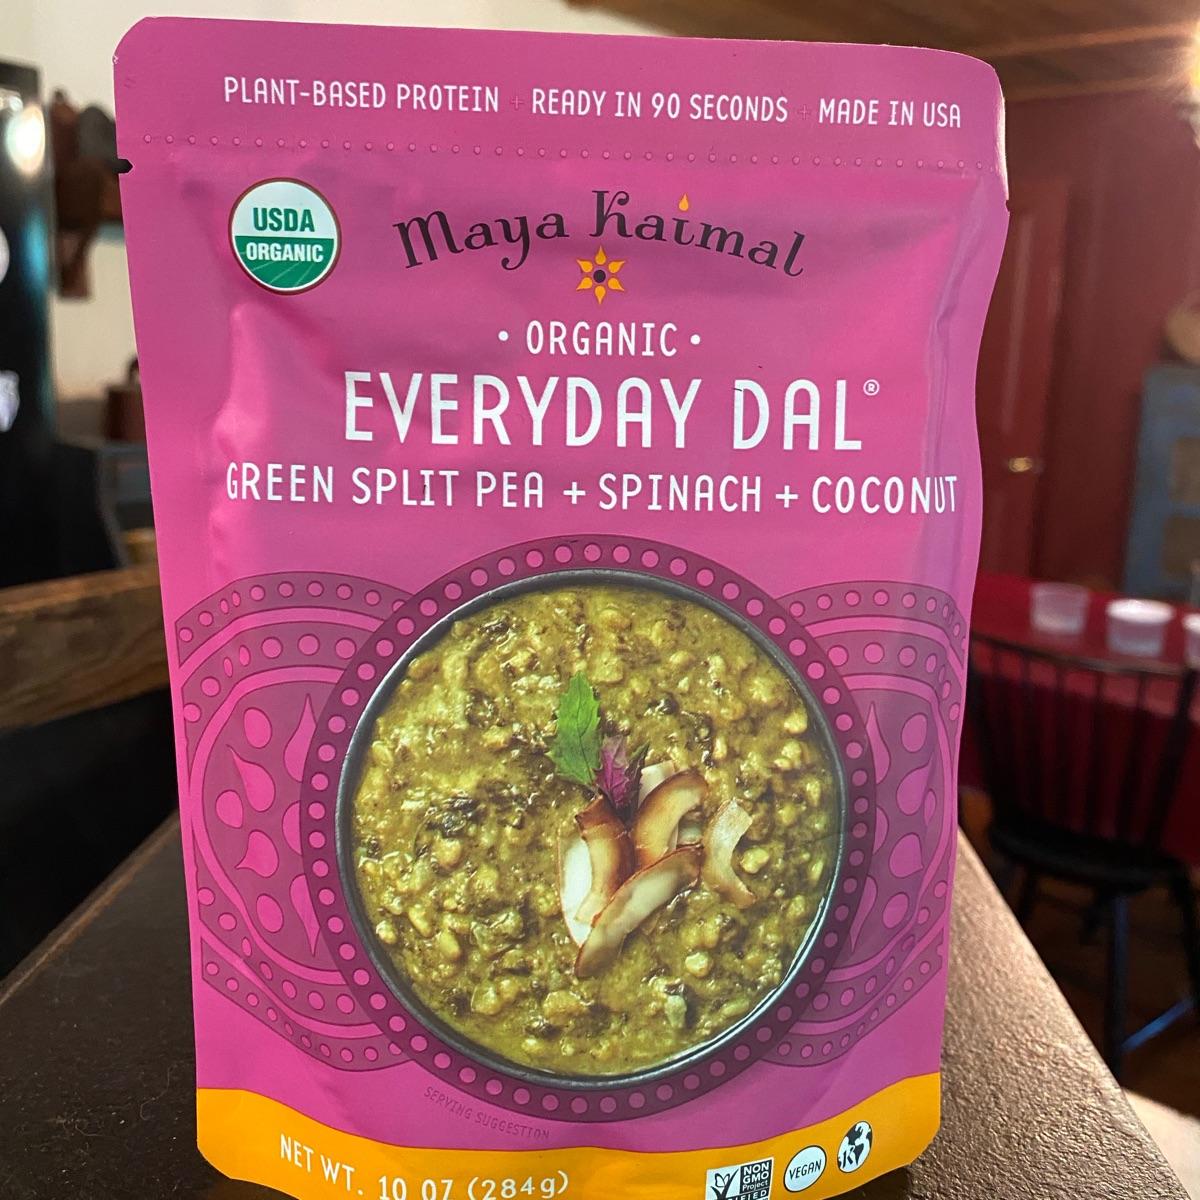 PLANT-BASED PROTEIN + READY IN 90 SECONDS + MADE IN USA
USDA
ORGANIC
Maya Kaimal
• ORGANIC •
EVERYDAY DAL®
GREEN SPLIT PEA + SPINACH + COCONUT
SERVING SUGGESTION
NET WT. 10 OZ (284g)
NON
GMO
Project
VERIFIED
VEGAN
K